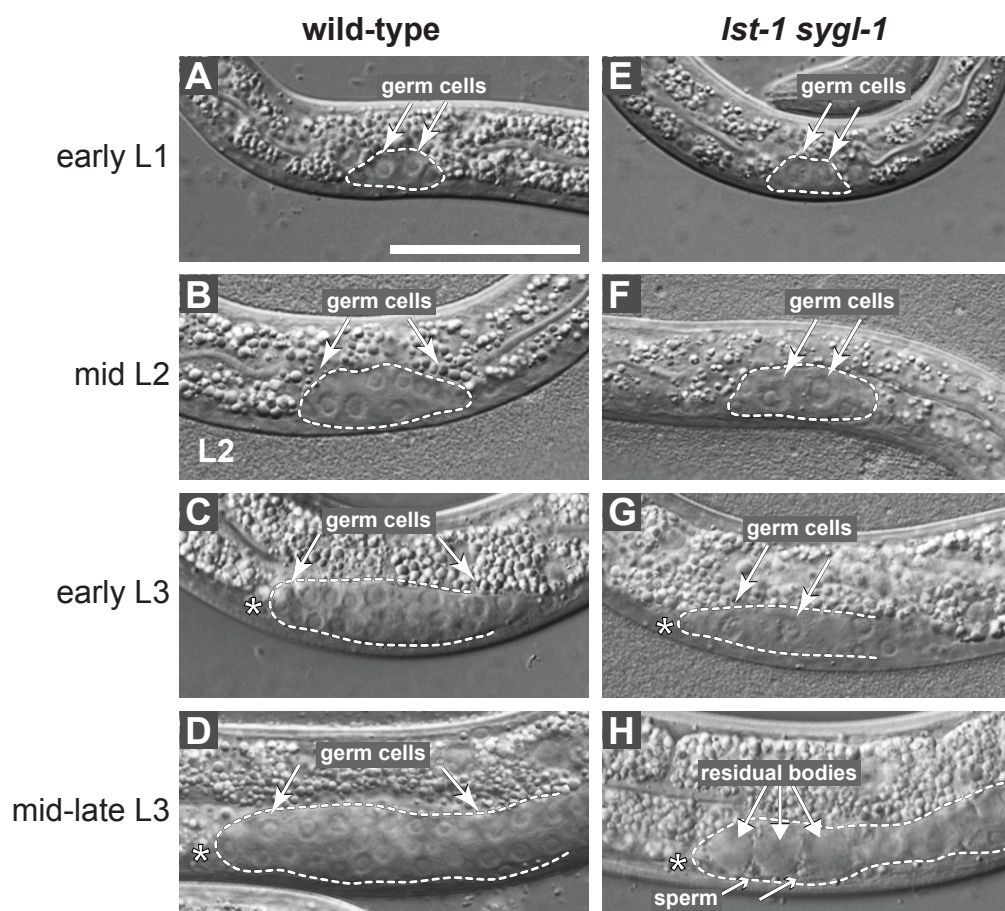 wild-type
lst-1 sygl-1
early L1
A
germ cells
E
germ cells
mid L2
B
germ cells
L2
F
germ cells
early L3
C
germ cells
*
G
germ cells
*
mid-late L3
D
germ cells
*
H
residual bodies
*
sperm